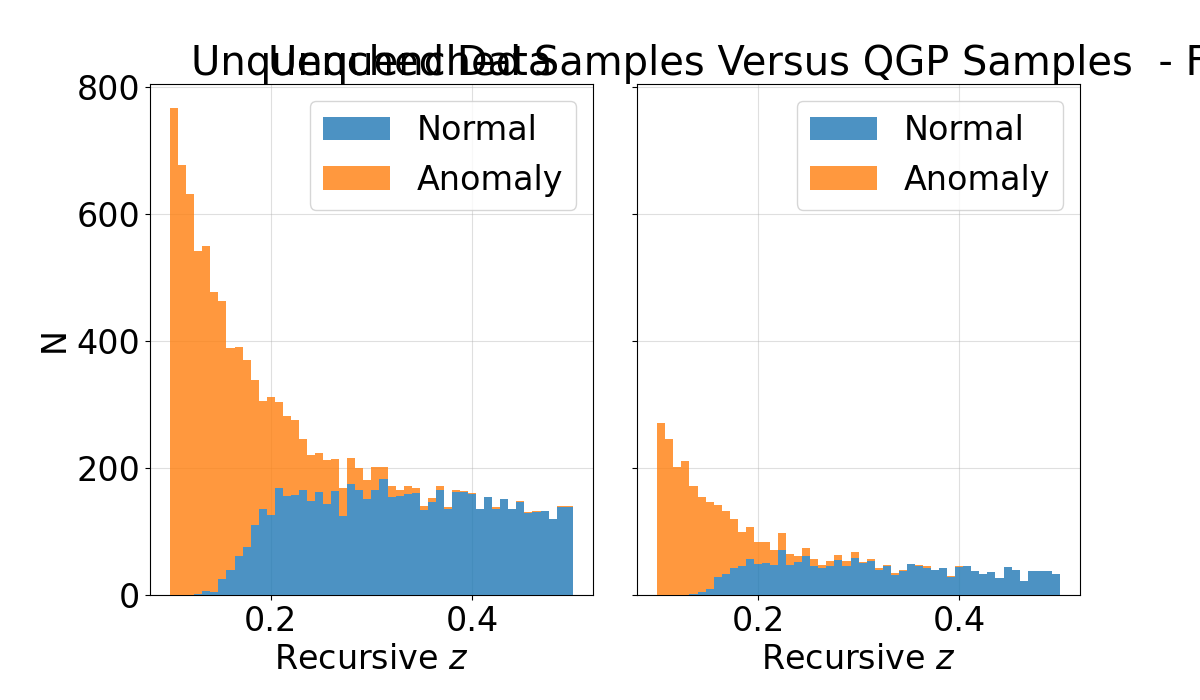 Unquenched Data
Unquenched Samples Versus QGP Samples - F
Normal
Anomaly
Normal
Anomaly
N
800
600
400
200
0
0.2
0.4
0.2
0.4
Recursive z
Recursive z